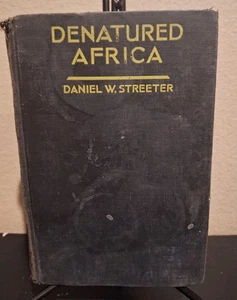 DENATURED
AFRICA
DANIEL W. STREETER